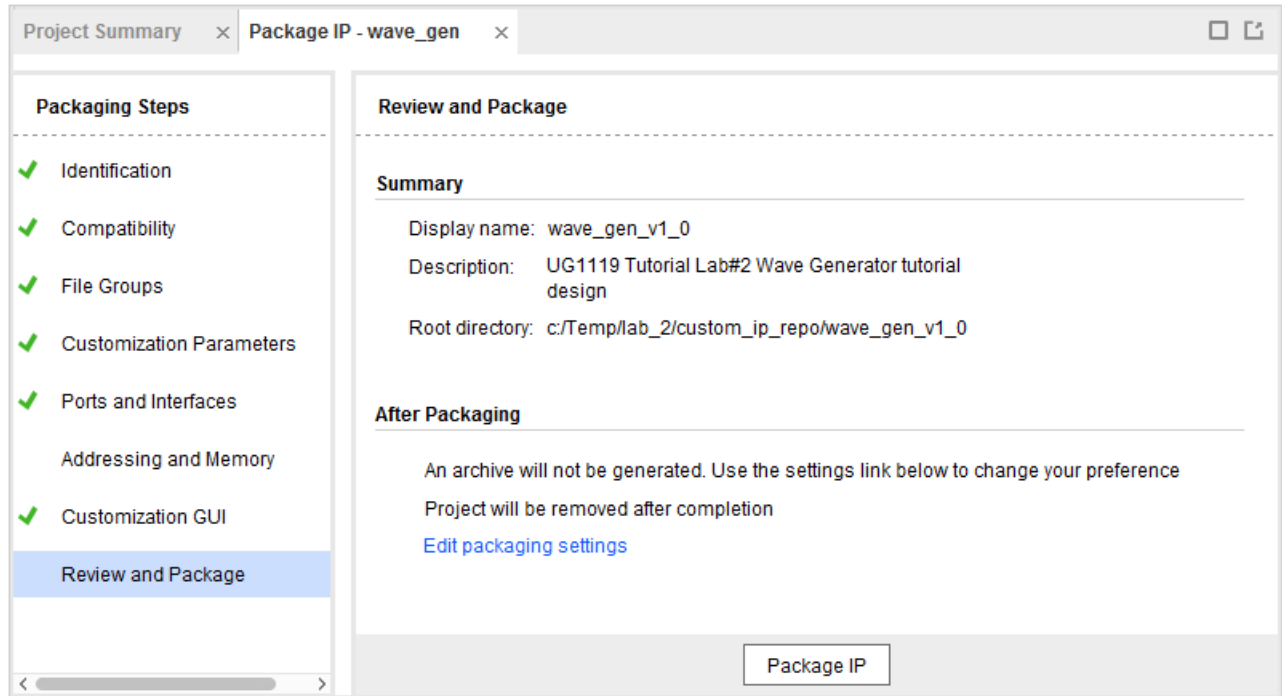 Project Summary
Package IP - wave_gen
Packaging Steps
Identification
Compatibility
File Groups
Customization Parameters
Ports and Interfaces
Addressing and Memory
Customization GUI
Review and Package
Review and Package
Summary
Display name: wave_gen_v1_0
Description: UG1119 Tutorial Lab#2 Wave Generator tutorial
design
Root directory: c:/Temp/lab_2/custom_ip_repo/wave_gen_v1_0
After Packaging
An archive will not be generated. Use the settings link below to change your preference
Project will be removed after completion
Edit packaging settings
Package IP